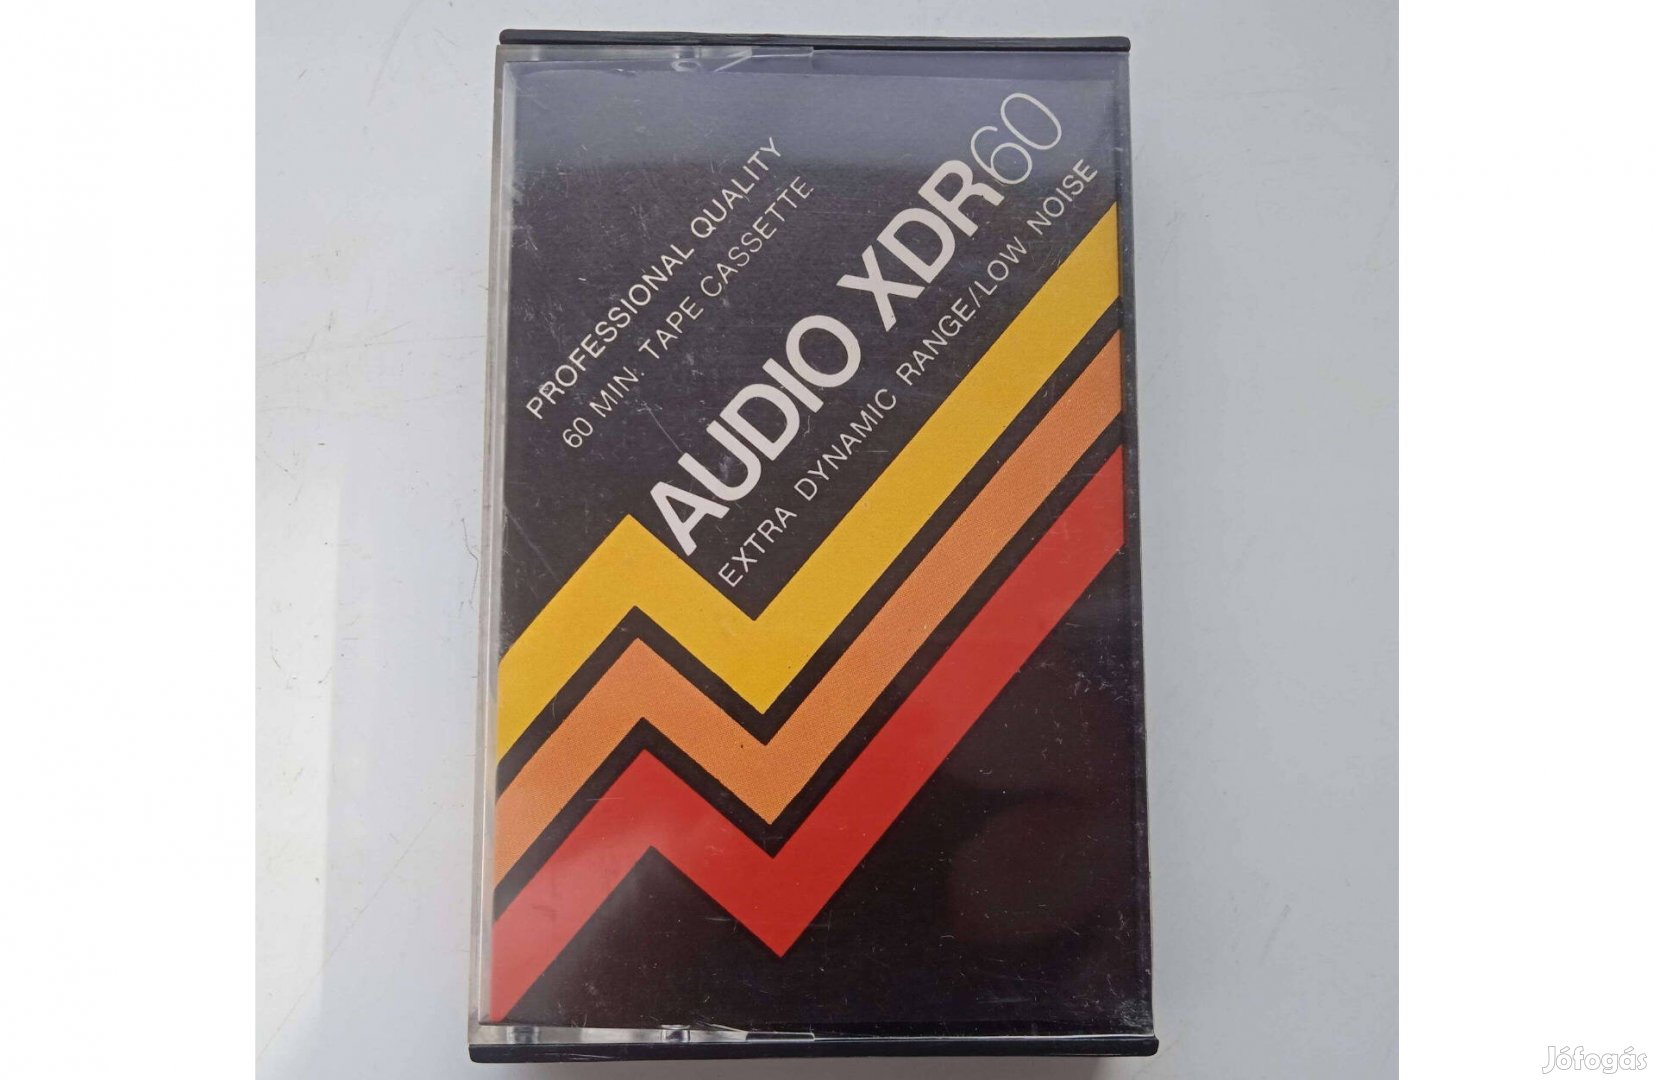 PROFESSIONAL QUALITY
60 MIN. TAPE CASSETTE
AUDIO XDR60
EXTRA DYNAMIC RANGE/LOW NOISE
Jófogás